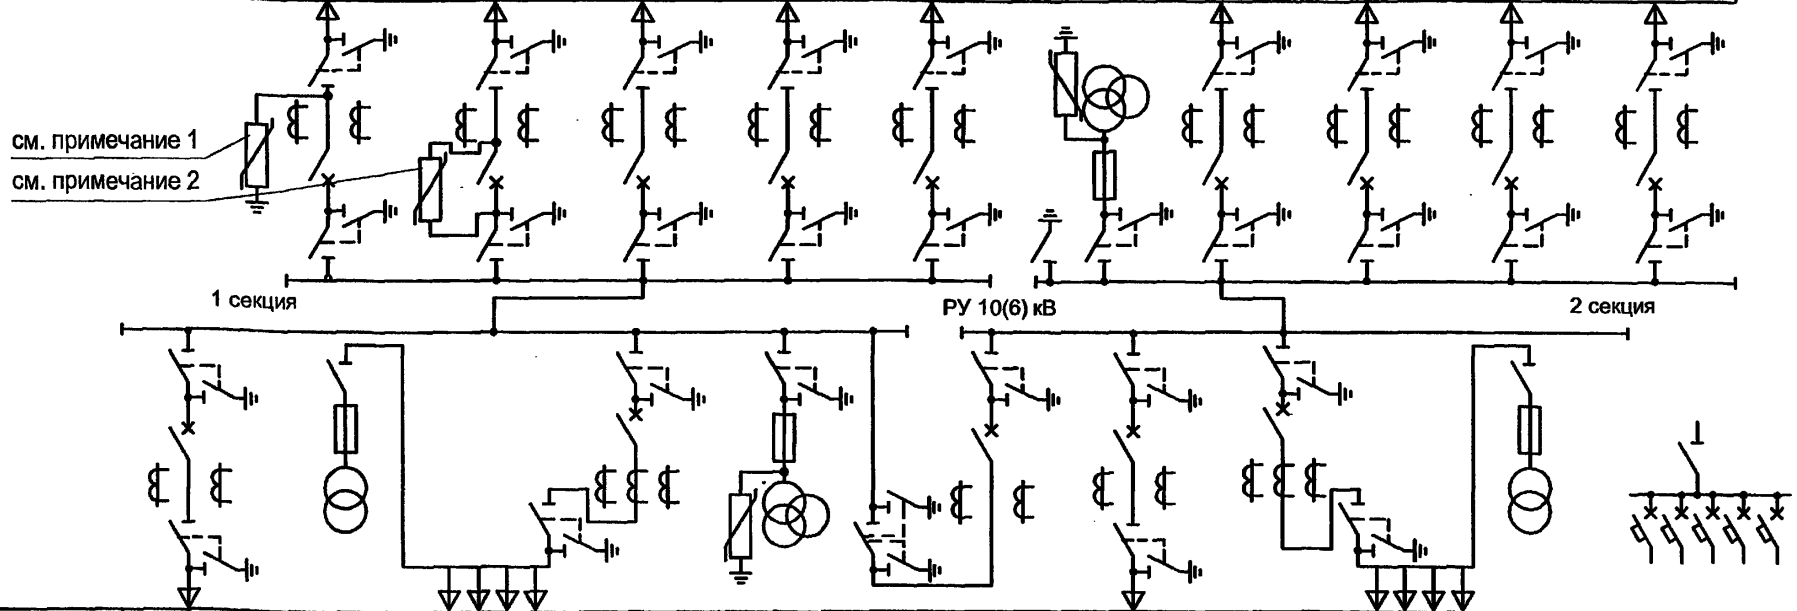 см. примечание 1
см. примечание 2
1 секция
РУ 10(6) кВ
2 секция